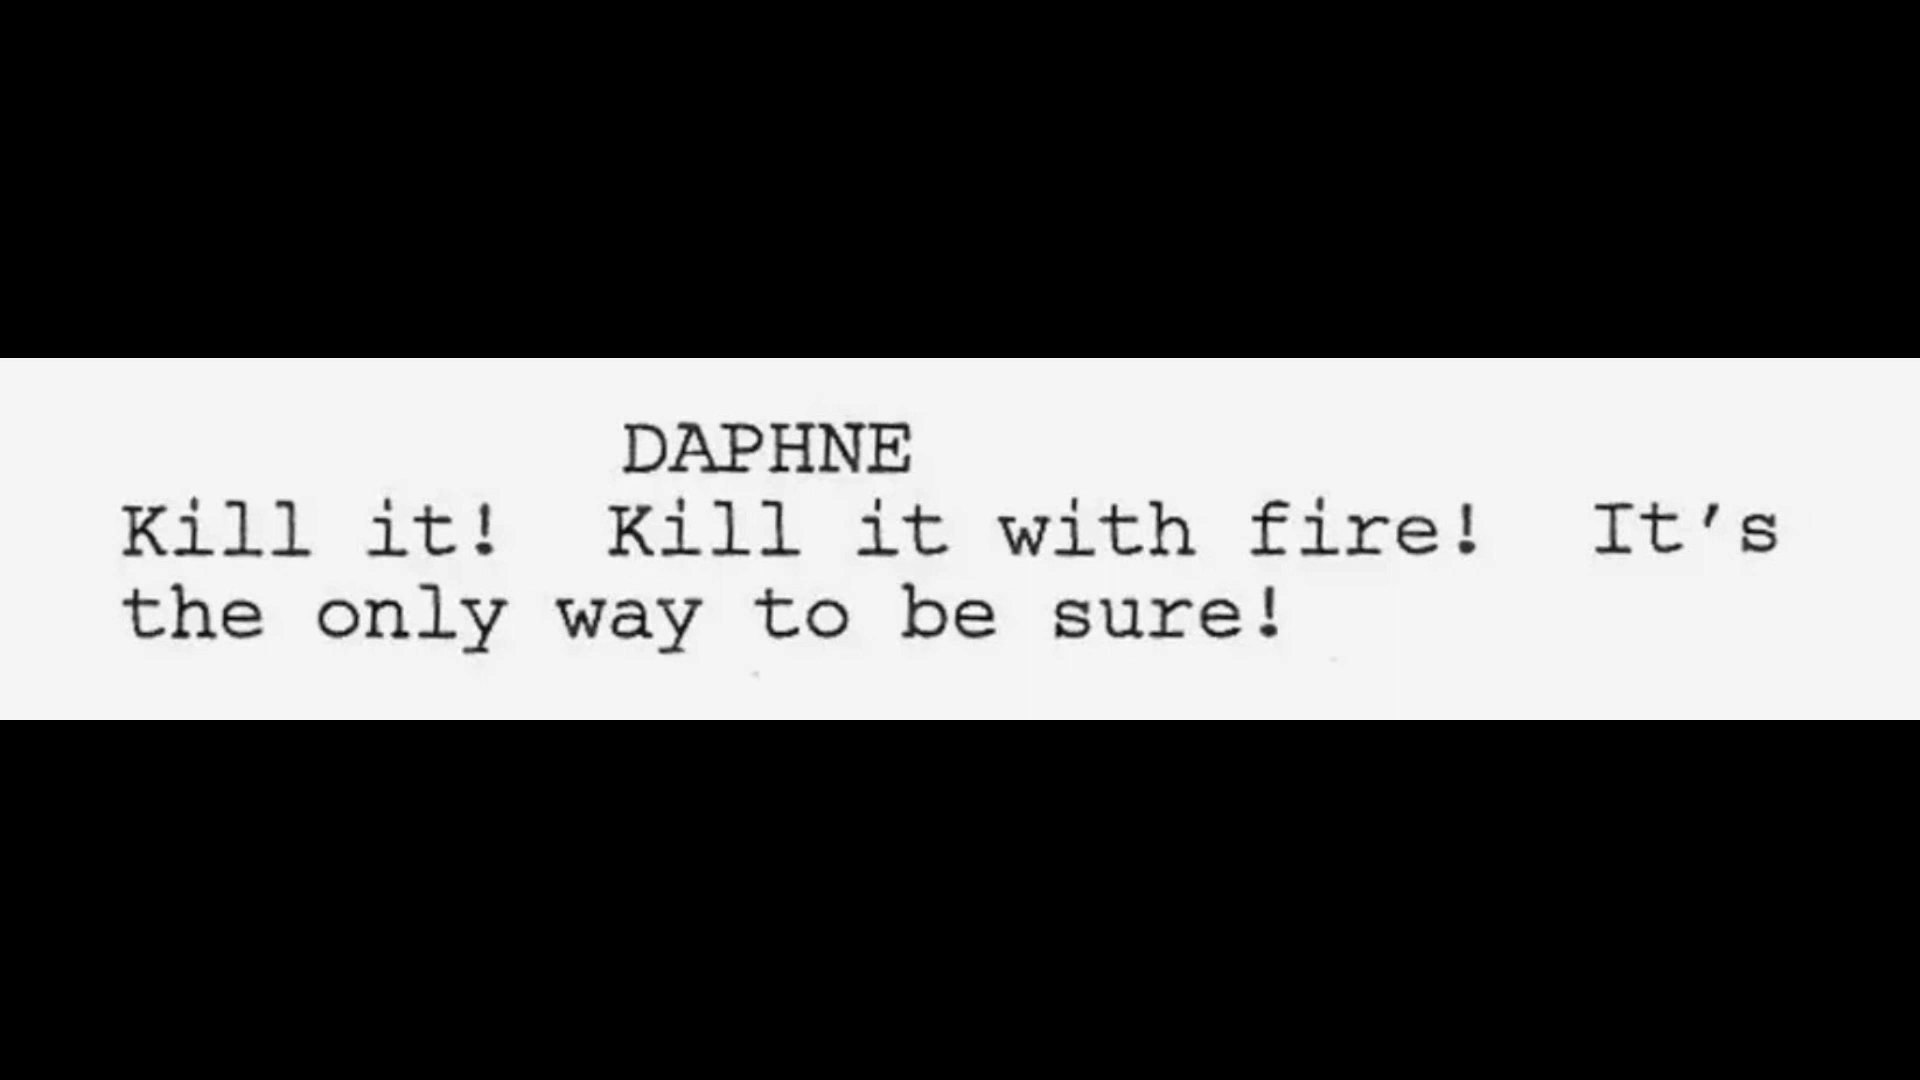 DAPHNE
Kill it!  Kill it with fire!  It's
the only way to be sure!